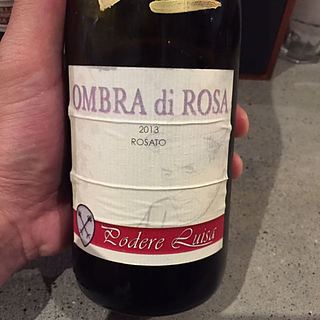 OMBRA di ROSA
2013
ROSATO
Podere Luisa